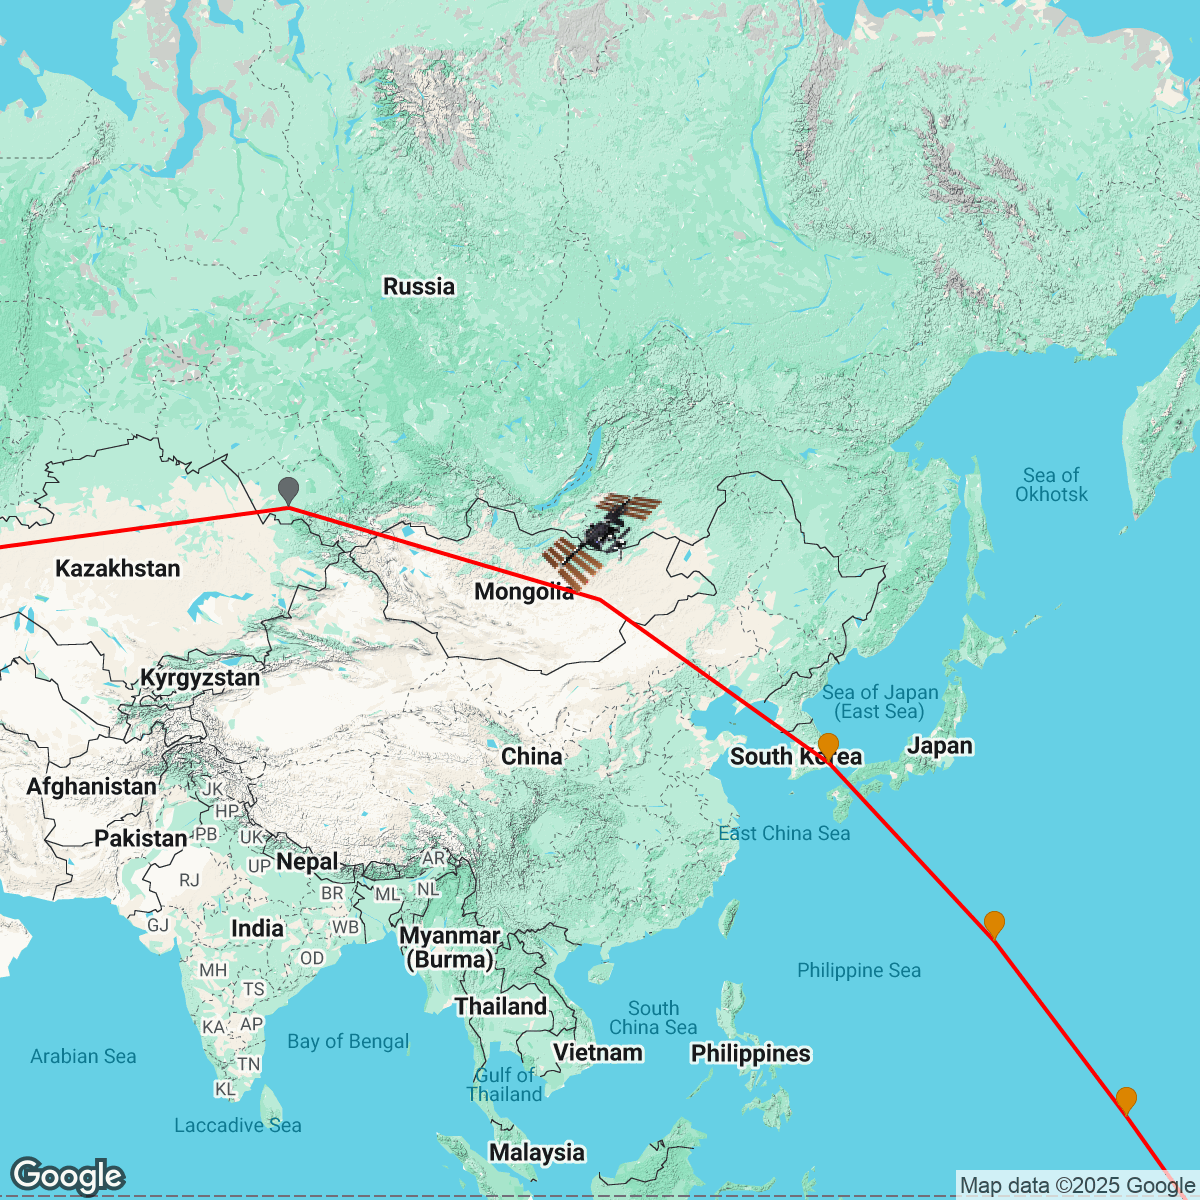 Russia
Sea of
Okhotsk
Kazakhstan
Mongolia
Kyrgyzstan
Sea of Japan
(East Sea)
Japan
China
South Korea
Afghanistan
JK
HP
Pakistan
PB
UK
East China Sea
Nepal
UP
AR
RJ
BR
ML
NL
GJ
India
WB
Myanmar
(Burma)
OD
MH
Philippine Sea
TS
Thailand
South
China Sea
KA
AP
Bay of Bengal
Arabian Sea
Vietnam
Philippines
TN
Gulf of
Thailand
KL
Laccadive Sea
Malaysia
Google
Map data ©2025 Google